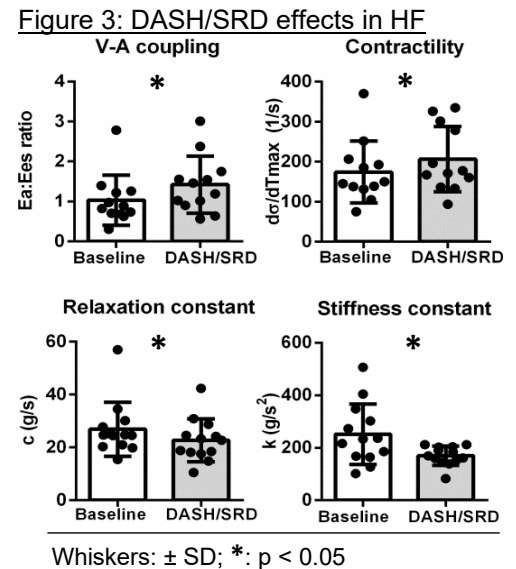 Figure 3: DASH/SRD effects in HF
V-A coupling
Ea:Ees ratio
4
3
2
1
0
Baseline DASH/SRD
*
Contractility
dσ/dTmax (1/s)
400
300
200
100
0
Baseline DASH/SRD
*
Relaxation constant
c (g/s)
60
40
20
0
Baseline DASH/SRD
*
Stiffness constant
k (g/s²)
600
400
200
0
Baseline DASH/SRD
*
Whiskers: ± SD; *: p < 0.05